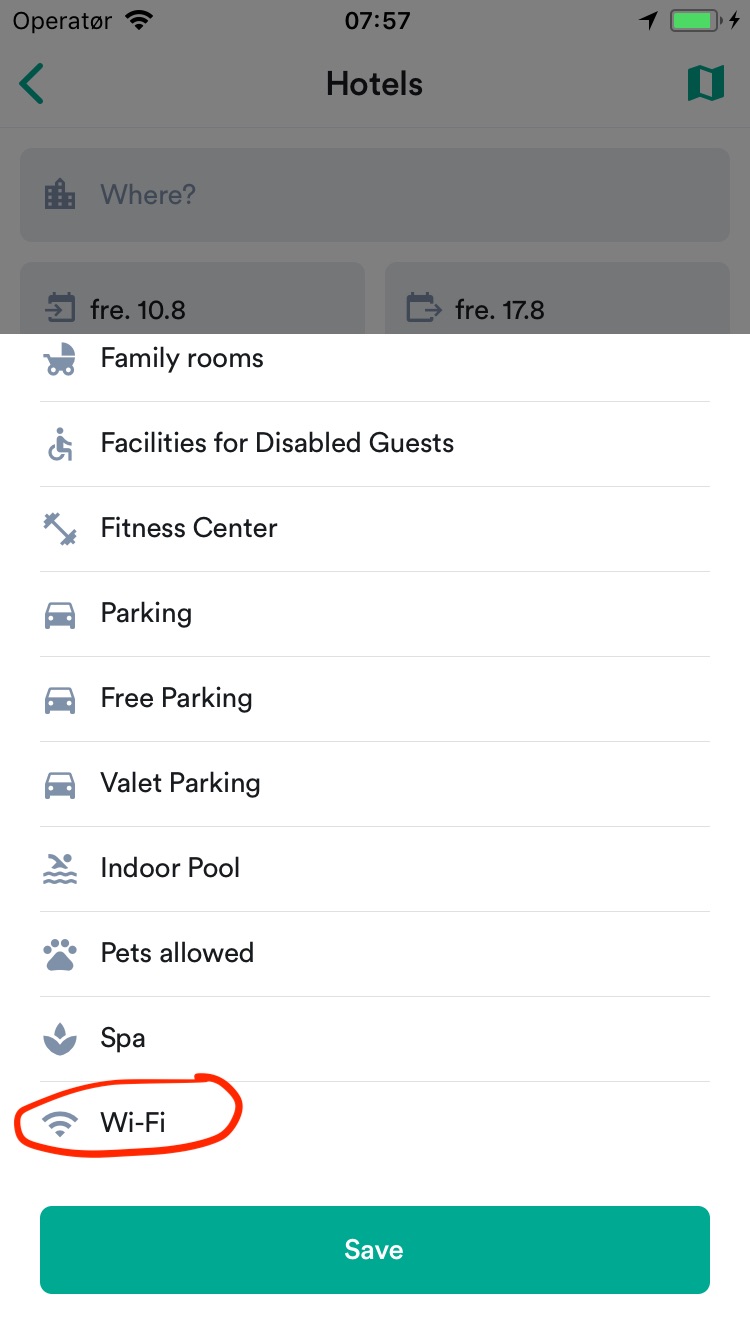 Operatør 07:57
Hotels
Where?
fre. 10.8 fre. 17.8
Family rooms
Facilities for Disabled Guests
Fitness Center
Parking
Free Parking
Valet Parking
Indoor Pool
Pets allowed
Spa
Wi-Fi
Save